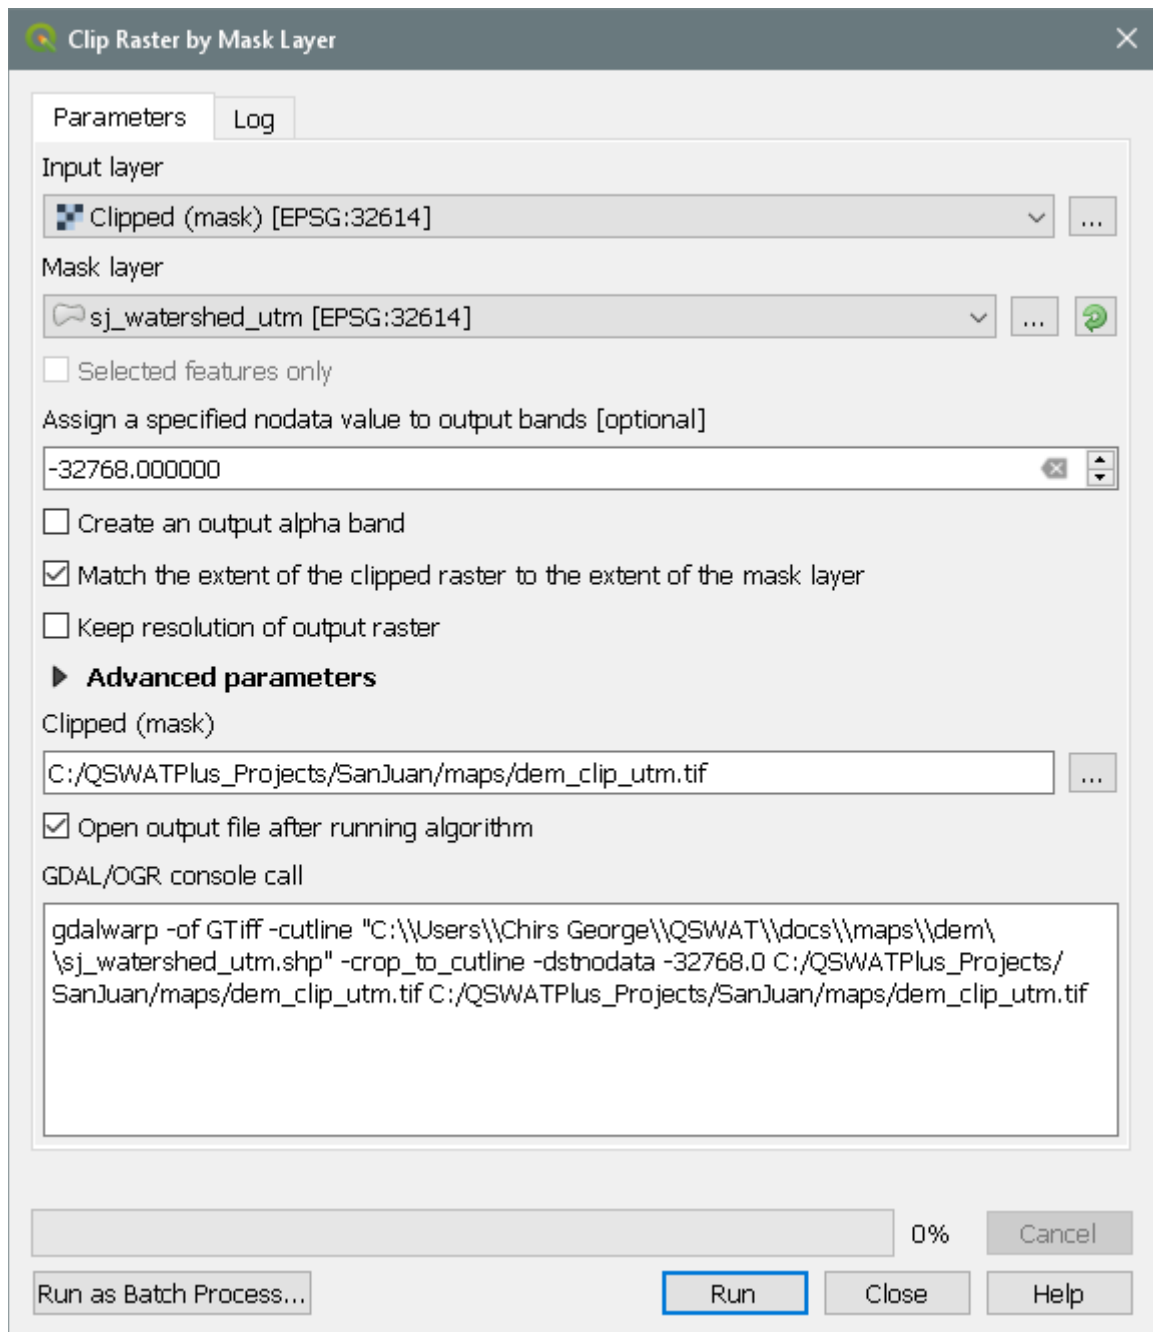 Clip Raster by Mask Layer
Parameters
Log
Input layer
Clipped (mask) [EPSG:32614]
...
Mask layer
sj_watershed_utm [EPSG:32614]
...
Selected features only
Assign a specified nodata value to output bands [optional]
-32768.000000
Create an output alpha band
Match the extent of the clipped raster to the extent of the mask layer
Keep resolution of output raster
Advanced parameters
Clipped (mask)
C:/QSWATPlus_Projects/SanJuan/maps/dem_clip_utm.tif
...
Open output file after running algorithm
GDAL/OGR console call
gdalwarp -of GTiff -cutline "C:\\Users\\Chirs George\\QSWAT\\docs\\maps\\dem\
\sj_watershed_utm.shp" -crop_to_cutline -dstnodata -32768.0 C:/QSWATPlus_Projects/
SanJuan/maps/dem_clip_utm.tif C:/QSWATPlus_Projects/SanJuan/maps/dem_clip_utm.tif
0%
Cancel
Run as Batch Process...
Run
Close
Help